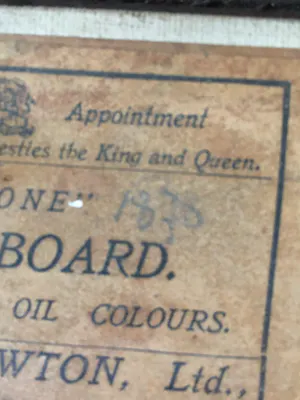 Appointment
esties the King and Queen.
ONE"
BOARD.
OIL COLOURS.
WTON, Ltd.,